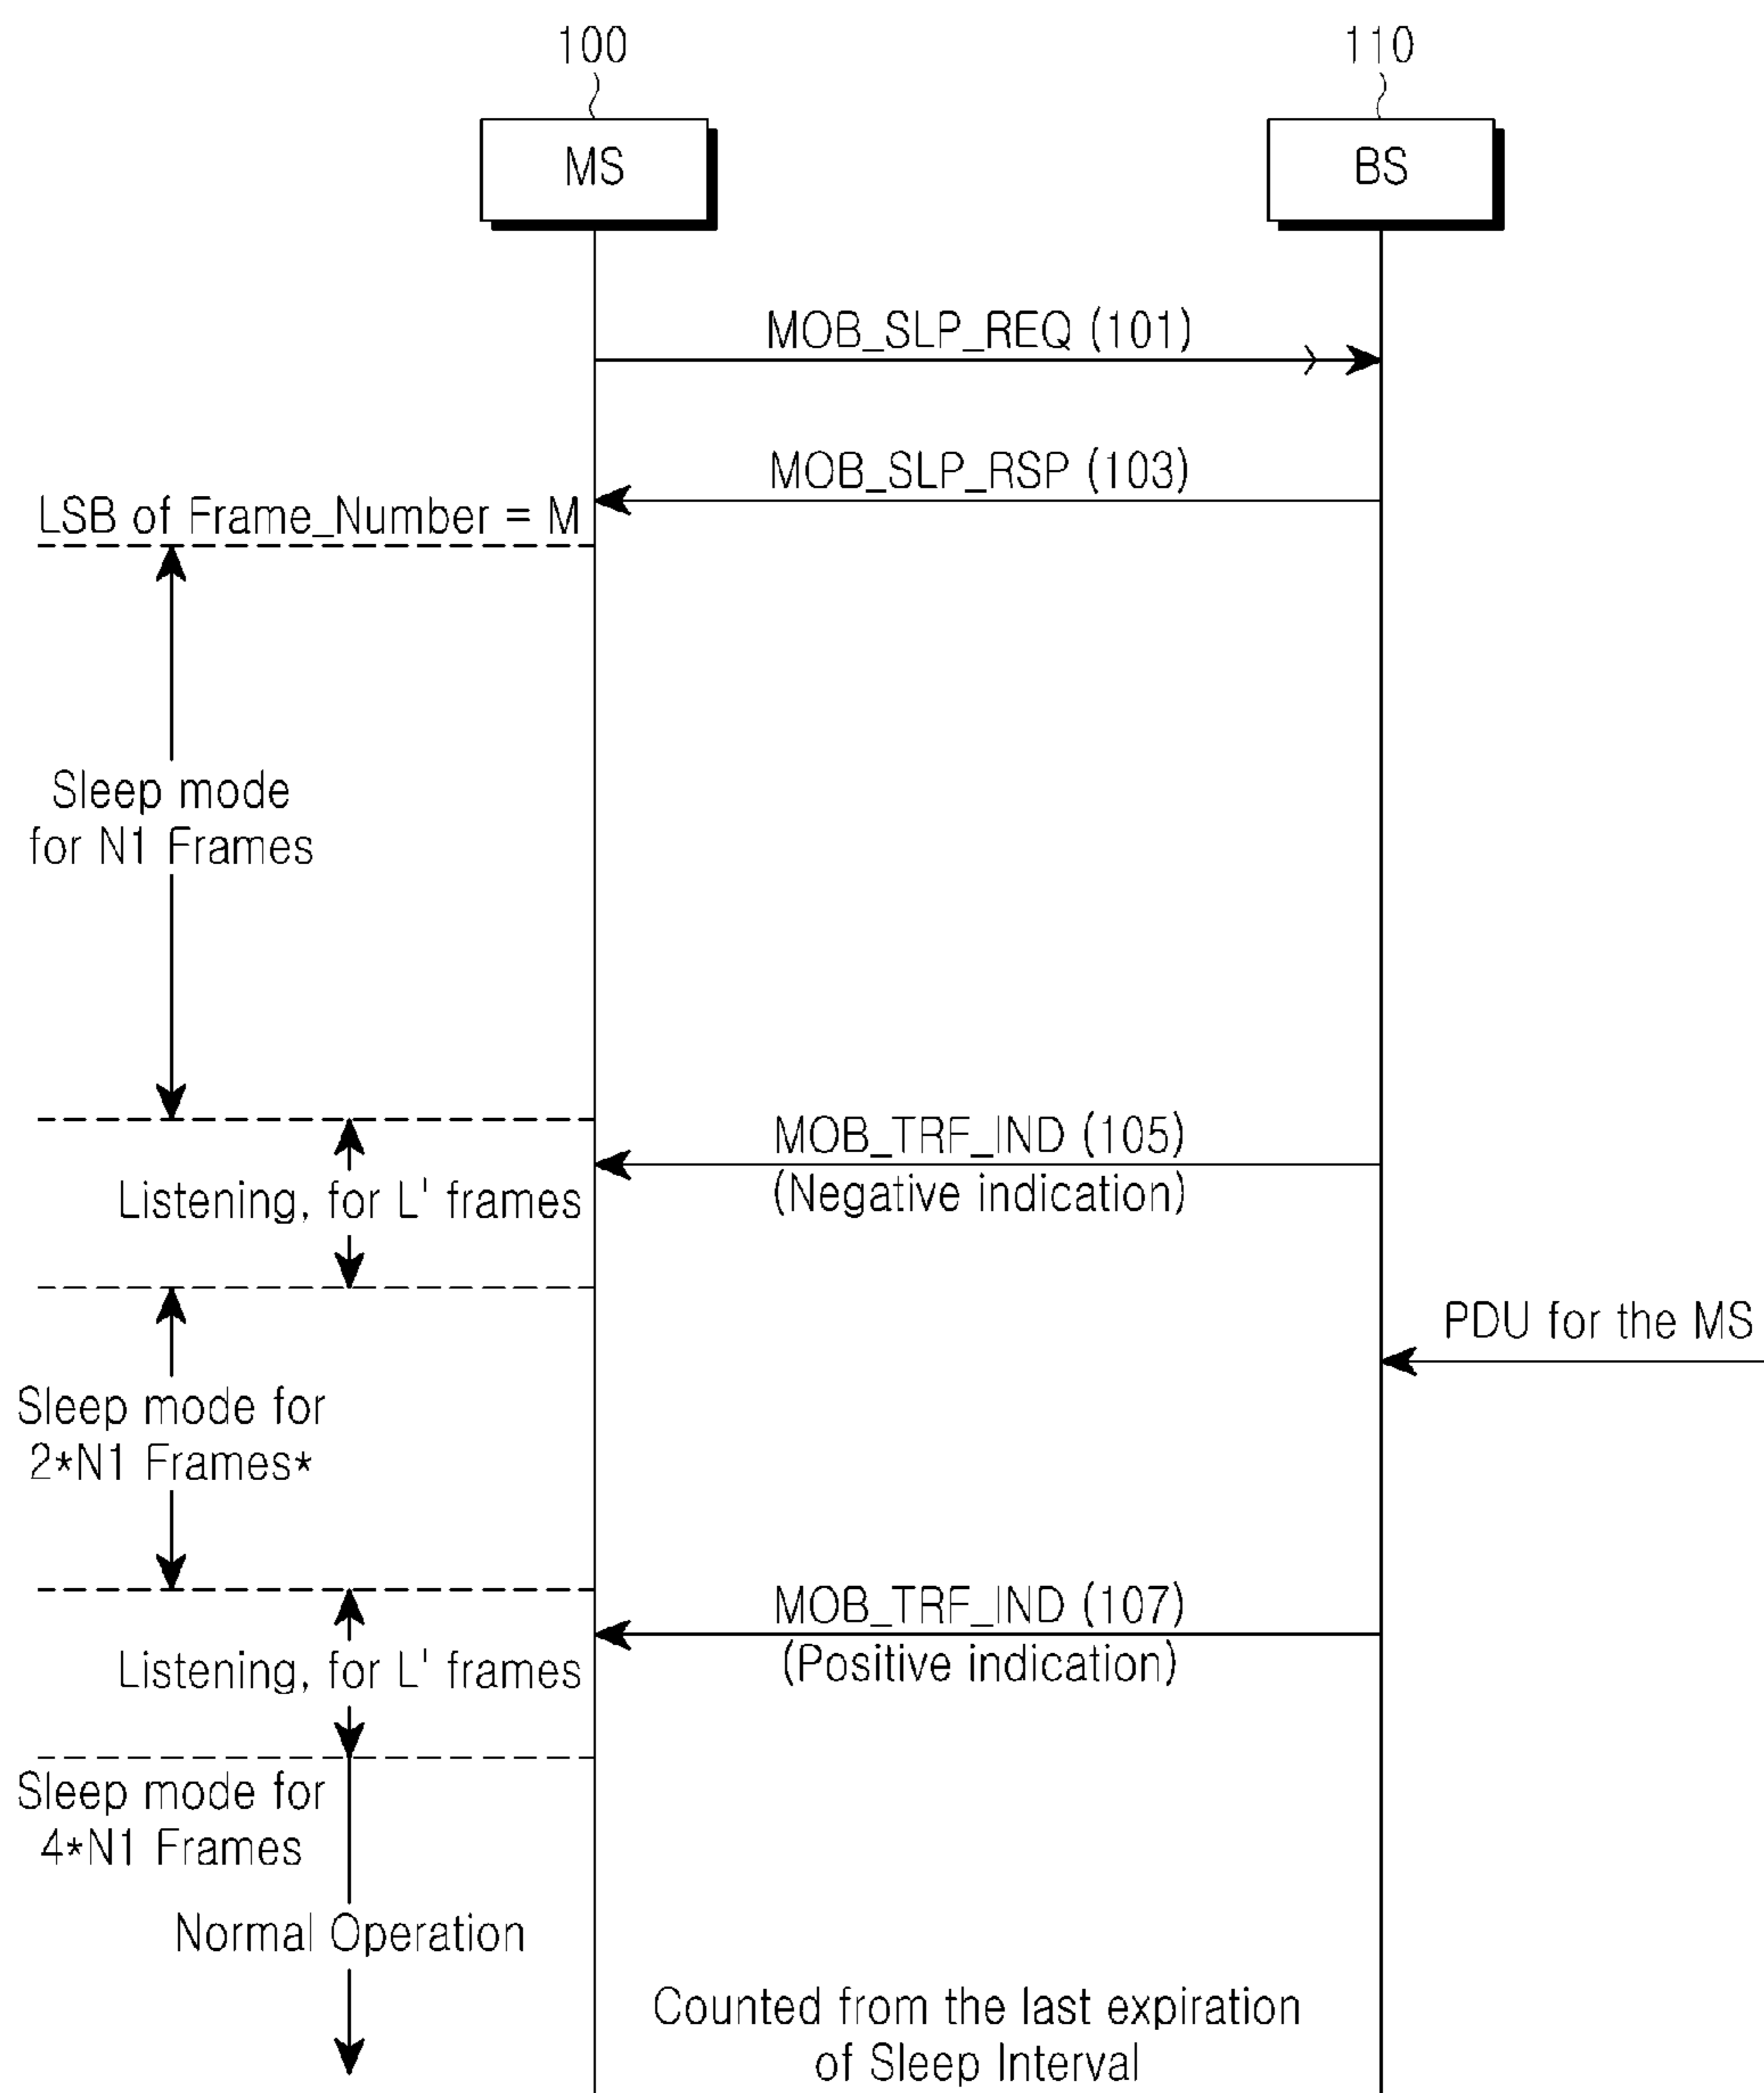 100
110
MS
BS
MOB_SLP_REQ (101)
MOB_SLP_RSP (103)
LSB of Frame_Number = M
Sleep mode
for N1 Frames
MOB_TRF_IND (105)
(Negative indication)
Listening, for L' frames
PDU for the MS
Sleep mode for
2*N1 Frames*
MOB_TRF_IND (107)
(Positive indication)
Listening, for L' frames
Sleep mode for
4*N1 Frames
Normal Operation
Counted from the last expiration
of Sleep Interval